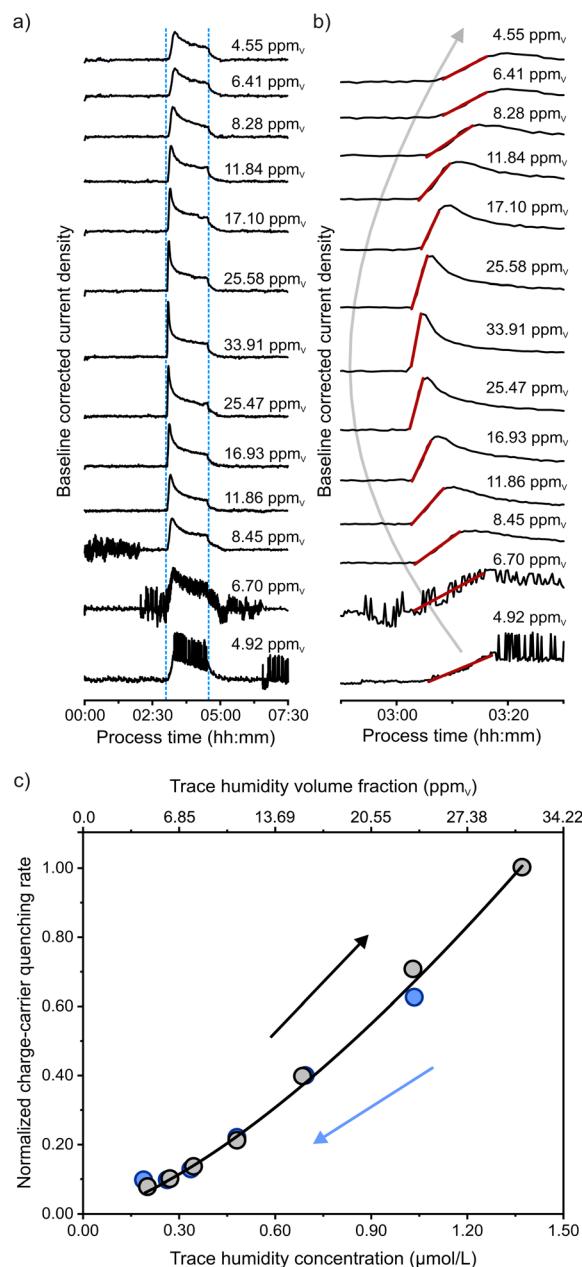 a)
4.55 ppmV
6.41 ppmV
8.28 ppmV
11.84 ppmV
17.10 ppmV
25.58 ppmV
33.91 ppmV
25.47 ppmV
16.93 ppmV
11.86 ppmV
8.45 ppmV
6.70 ppmV
4.92 ppmV
Baseline corrected current density
00:00 02:30 05:00 07:30
Process time (hh:mm)
b)
4.55 ppmV
6.41 ppmV
8.28 ppmV
11.84 ppmV
17.10 ppmV
25.58 ppmV
33.91 ppmV
25.47 ppmV
16.93 ppmV
11.86 ppmV
8.45 ppmV
6.70 ppmV
4.92 ppmV
Baseline corrected current density
03:00 03:20
Process time (hh:mm)
c)
Trace humidity volume fraction (ppmV)
0.0 6.85 13.69 20.55 27.38 34.22
Normalized charge-carrier quenching rate
1.00
0.80
0.60
0.40
0.20
0.00
0.00 0.30 0.60 0.90 1.20 1.50
Trace humidity concentration (µmol/L)